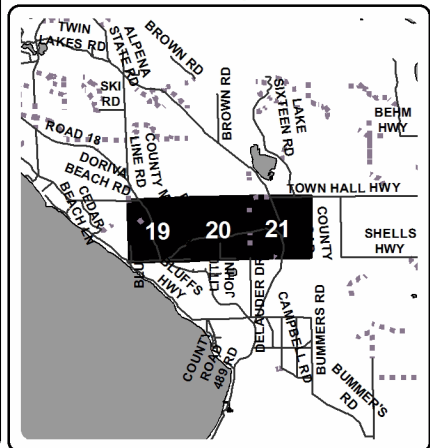 TWIN
LAKES RD
ALPENA
STATE RD
BROWN RD
SKI
RD
BROWN RD
LAKE
SIXTEEN RD
BEHM
HWY
ROAD 18
DORIVA
BEACH RD
COUNTY
LINE RD
TOWN HALL HWY
CEDAR
BEACH LN
19
20
21
COUNTY
SHELLS
HWY
BLUFFS
HWY
JOHN
DELAUDER DR
CAMPBELL RD
BUMMERS RD
COUNTY
ROAD
489 RD
BUMMER'S
RD